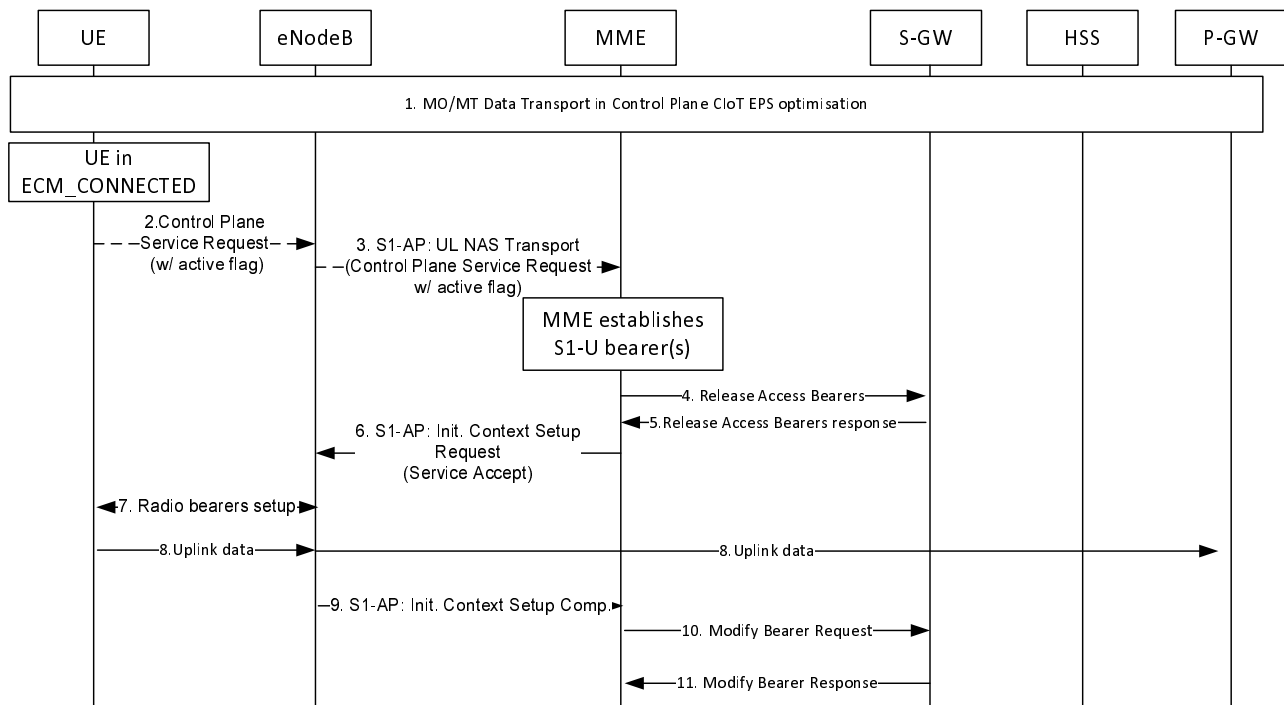 UE
eNodeB
MME
S-GW
HSS
P-GW
1. MO/MT Data Transport in Control Plane CIoT EPS optimisation
UE in
ECM_CONNECTED
2.Control Plane
Service Request
(w/ active flag)
3. S1-AP: UL NAS Transport
(Control Plane Service Request
w/ active flag)
MME establishes
S1-U bearer(s)
4. Release Access Bearers
5.Release Access Bearers response
6. S1-AP: Init. Context Setup
Request
(Service Accept)
7. Radio bearers setup
8.Uplink data
8.Uplink data
9. S1-AP: Init. Context Setup Comp.
10. Modify Bearer Request
11. Modify Bearer Response